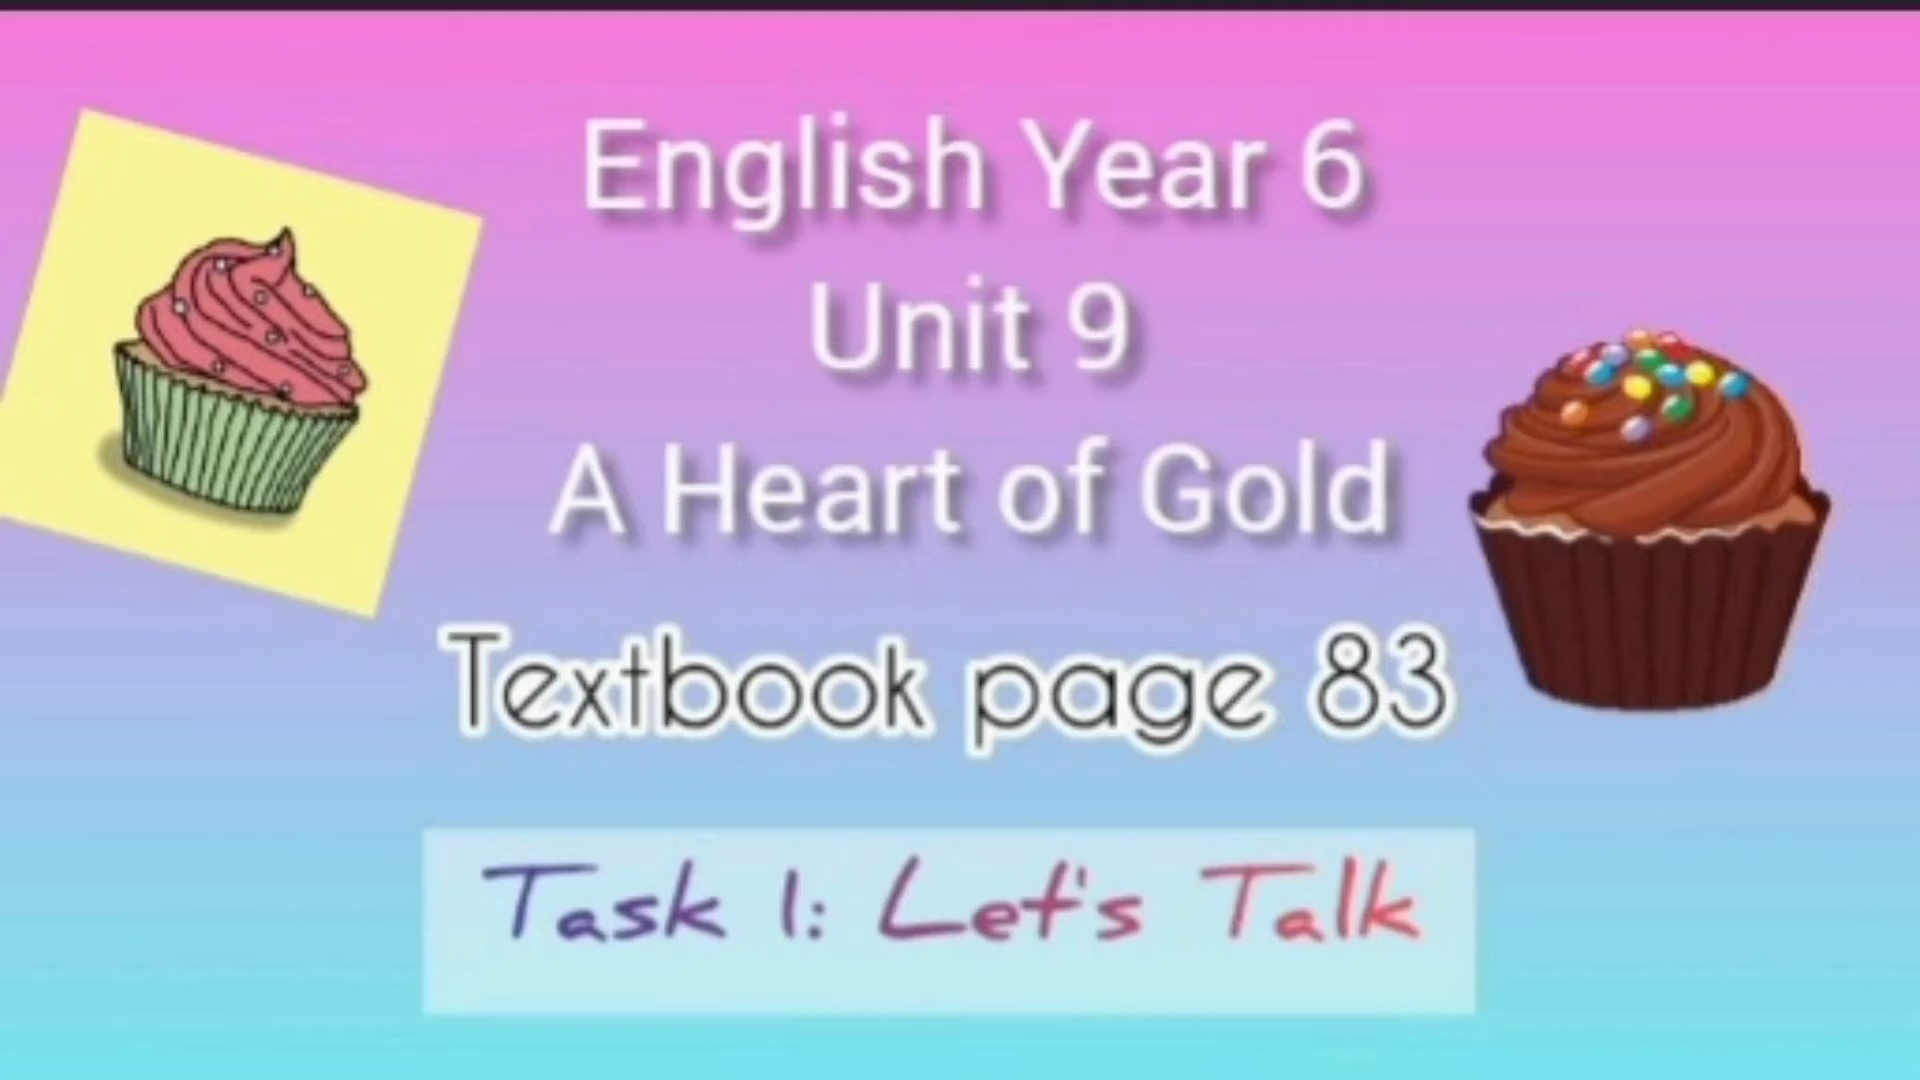 English Year 6
Unit 9
A Heart of Gold
Textbook page 83
Task 1: Let's Talk